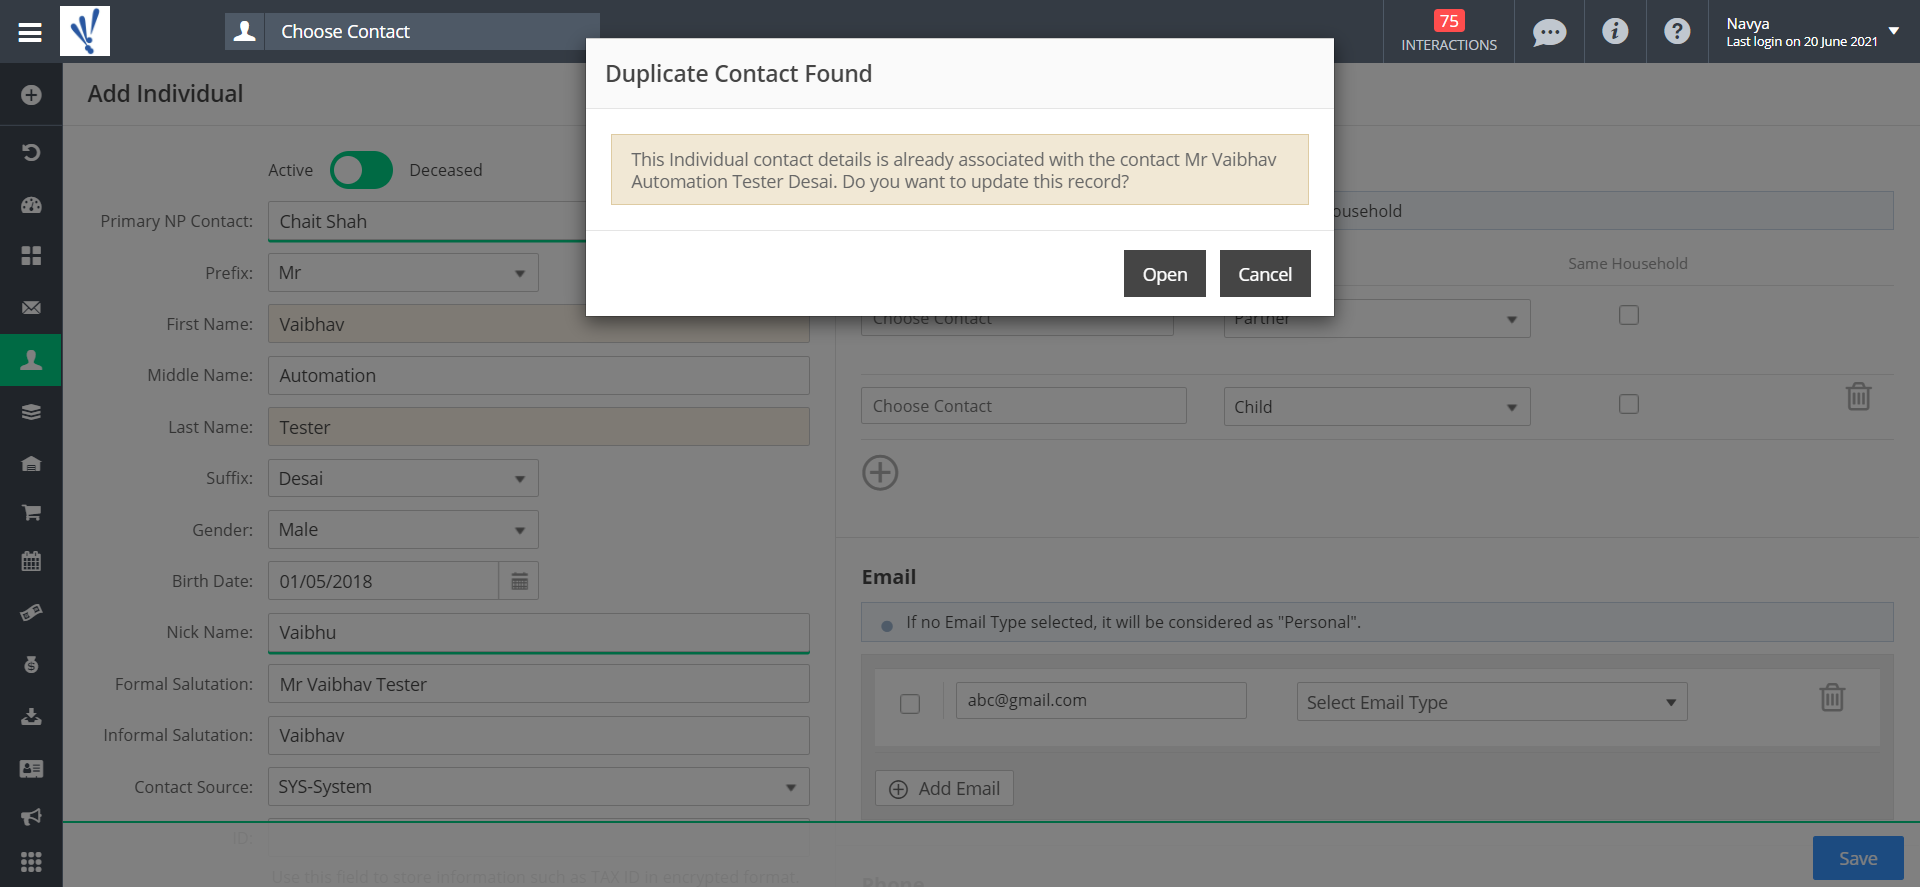 Choose Contact
75
INTERACTIONS
Navya
Last login on 20 June 2021
Add Individual
Duplicate Contact Found
This Individual contact details is already associated with the contact Mr Vaibhav
Automation Tester Desai. Do you want to update this record?
Open
Cancel
Active
Deceased
Primary NP Contact:
Chait Shah
Prefix:
Mr
First Name:
Vaibhav
Middle Name:
Automation
Last Name:
Tester
Suffix:
Desai
Gender:
Male
Birth Date:
01/05/2018
Nick Name:
Vaibhu
Formal Salutation:
Mr Vaibhav Tester
Informal Salutation:
Vaibhav
Contact Source:
SYS-System
ID:
Use this field to store information such as TAX ID in encrypted format.
Same Household
Choose Contact
Partner
Choose Contact
Child
Email
If no Email Type selected, it will be considered as "Personal".
abc@gmail.com
Select Email Type
Add Email
Phone
Save